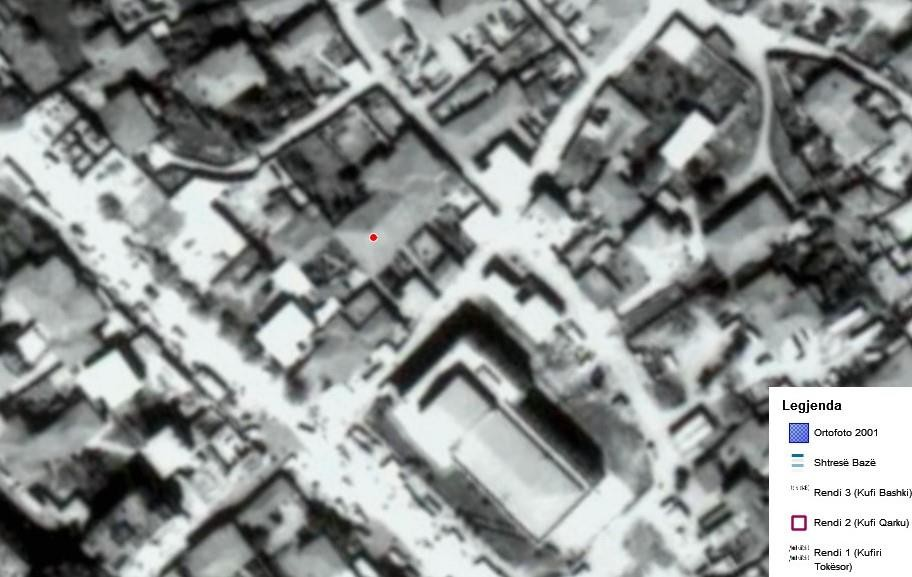 Legjenda
Ortofoto 2001
Shtresë Bazë
Rendi 3 (Kufi Bashki)
Rendi 2 (Kufi Qarku)
Rendi 1 (Kufiri
Tokësor)